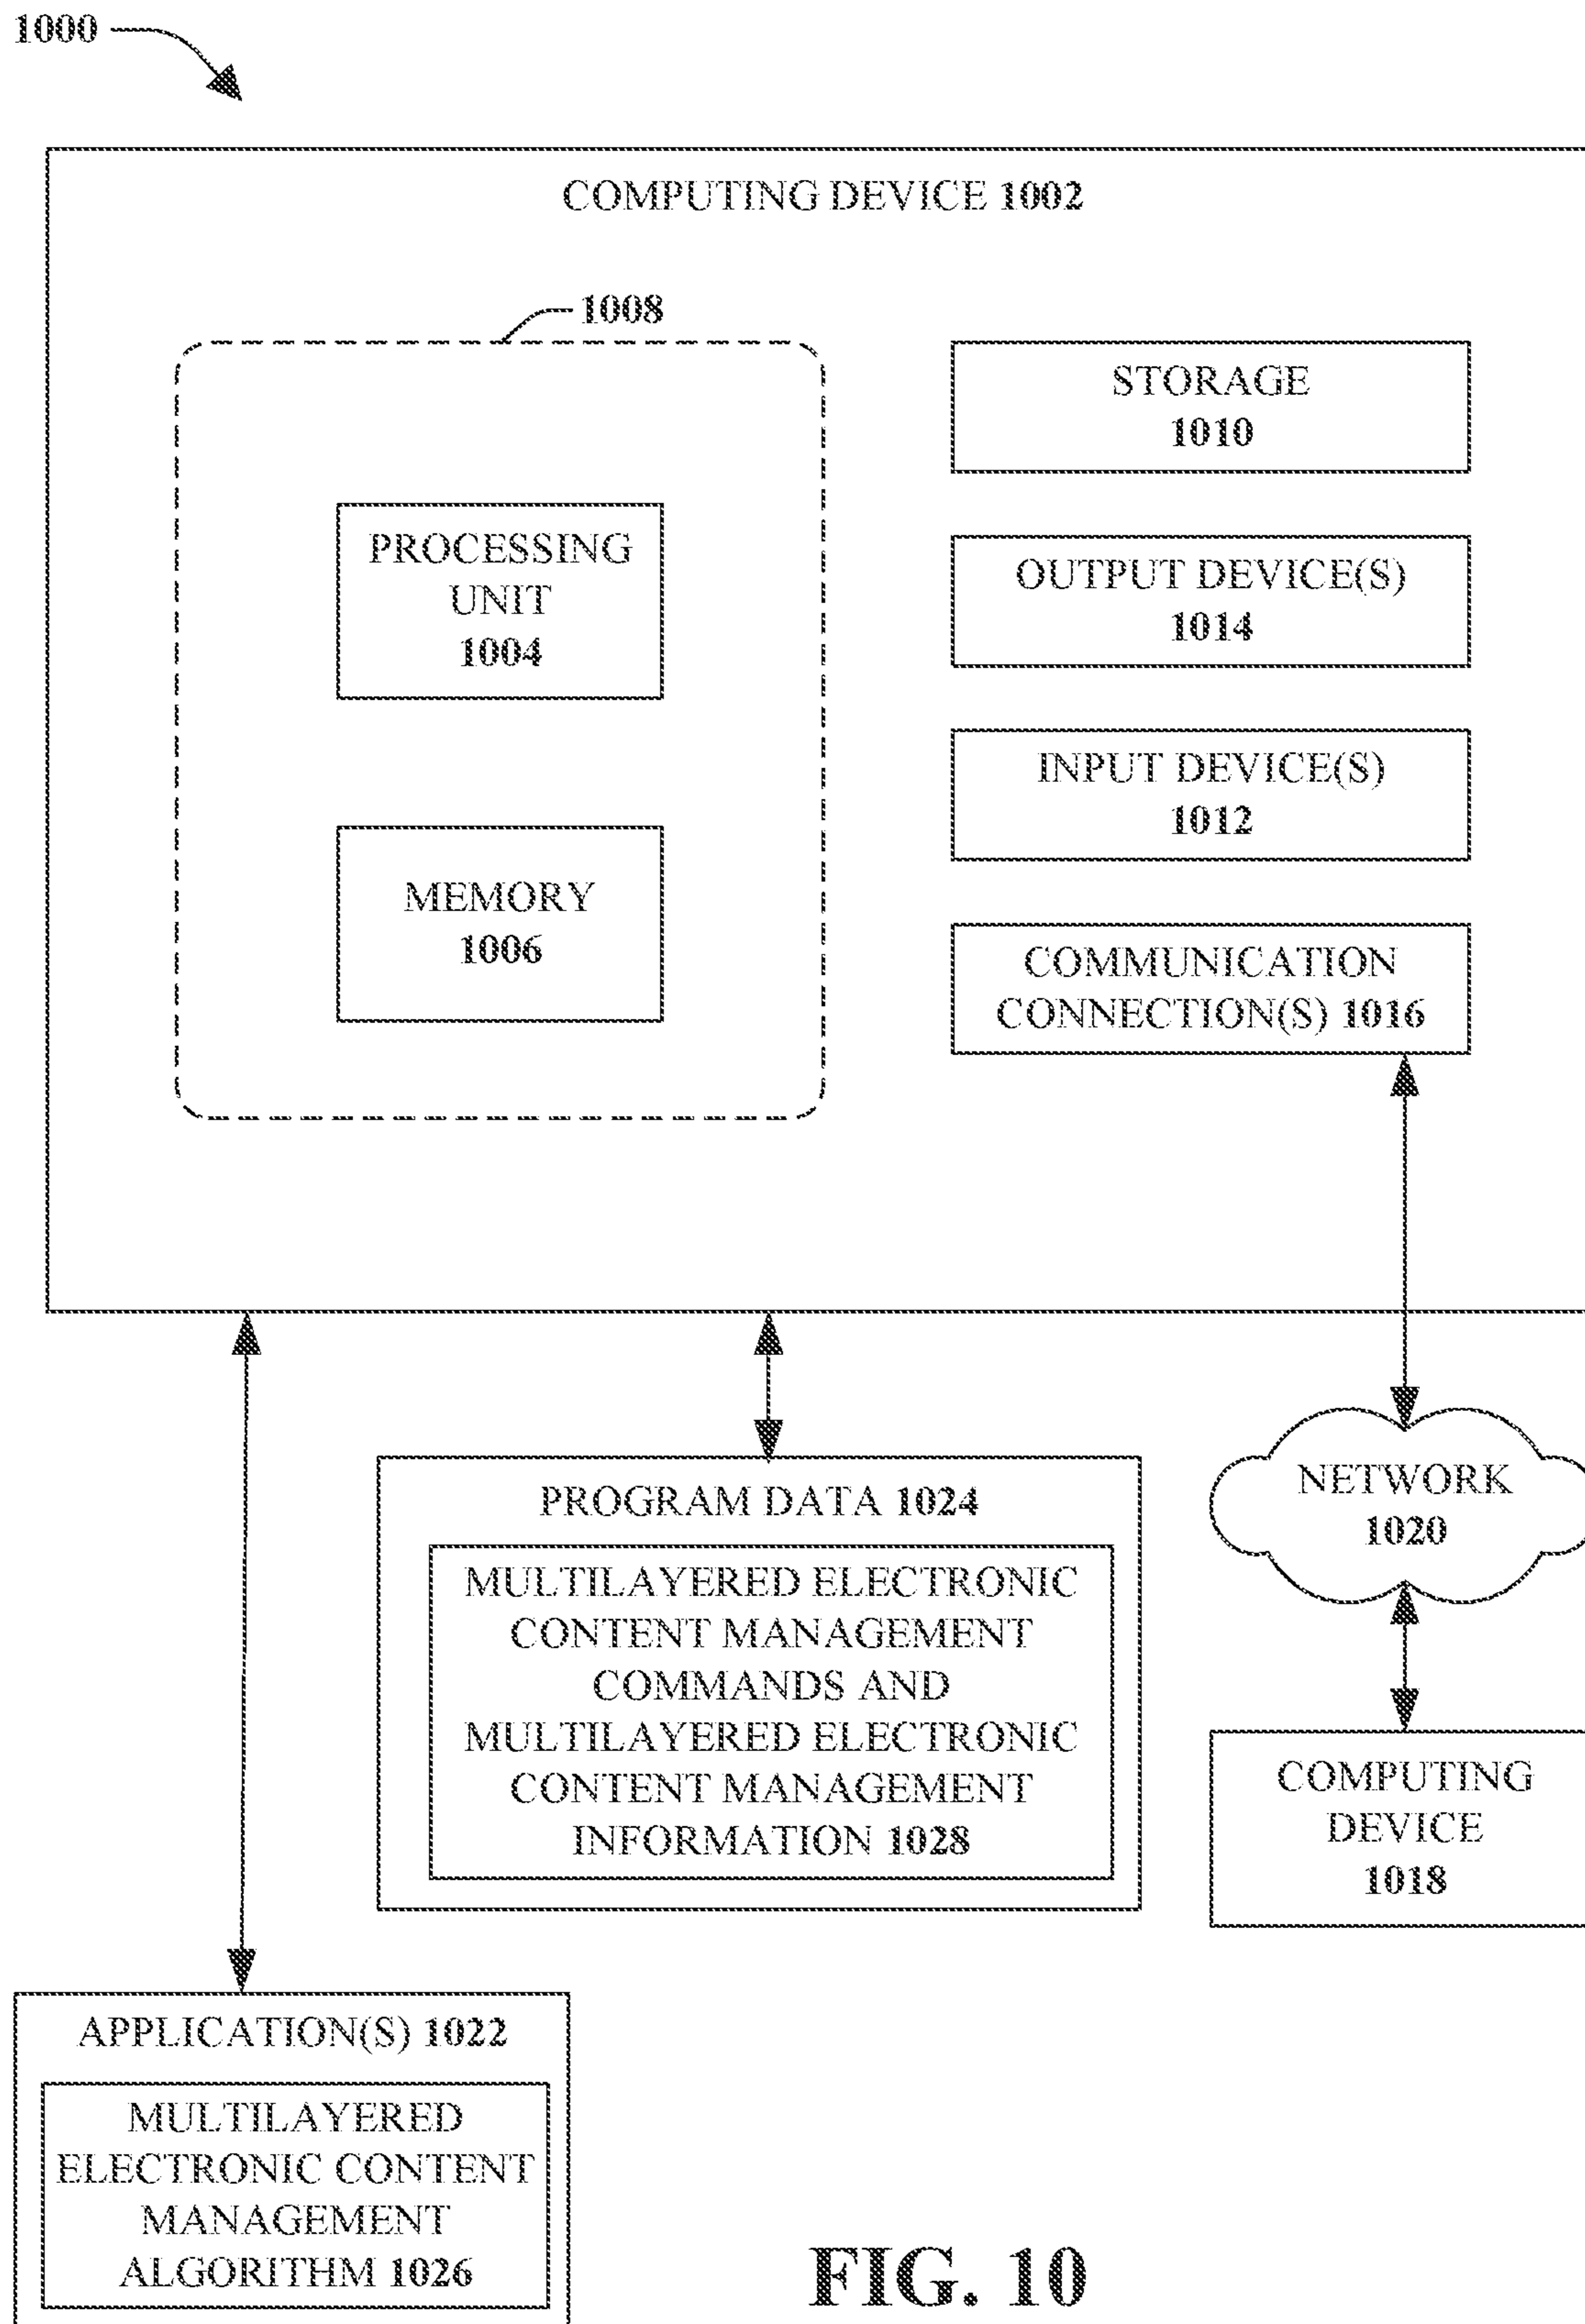 1000
COMPUTING DEVICE 1002
1008
PROCESSING
UNIT
1004
MEMORY
1006
STORAGE
1010
OUTPUT DEVICE(S)
1014
INPUT DEVICE(S)
1012
COMMUNICATION
CONNECTION(S) 1016
PROGRAM DATA 1024
MULTILAYERED ELECTRONIC
CONTENT MANAGEMENT
COMMANDS AND
MULTILAYERED ELECTRONIC
CONTENT MANAGEMENT
INFORMATION 1028
NETWORK
1020
COMPUTING
DEVICE
1018
APPLICATION(S) 1022
MULTILAYERED
ELECTRONIC CONTENT
MANAGEMENT
ALGORITHM 1026
FIG. 10